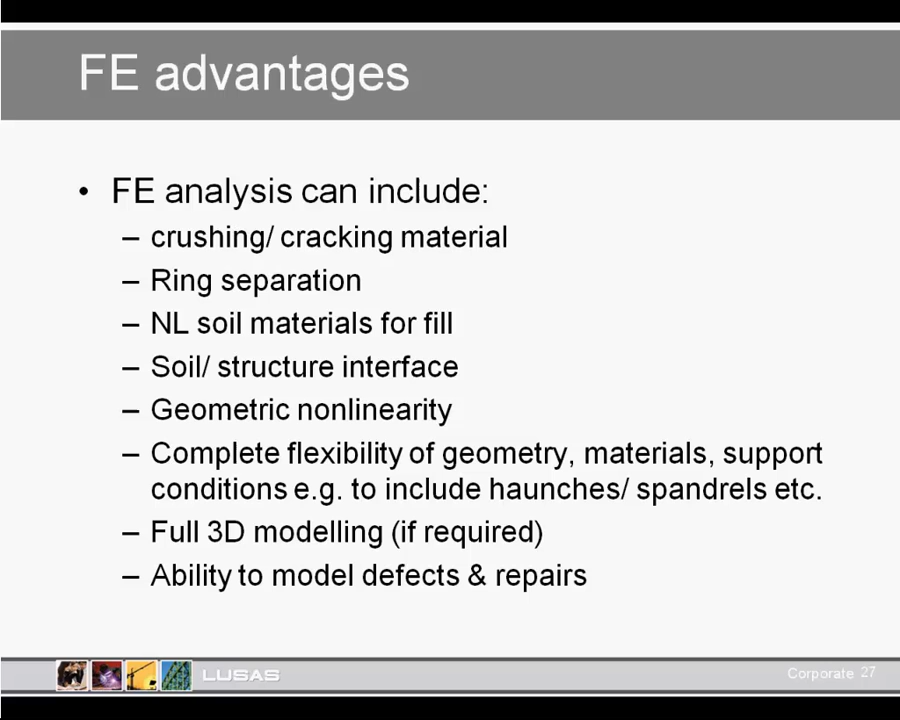 FE advantages
• FE analysis can include:
– crushing/ cracking material
– Ring separation
– NL soil materials for fill
– Soil/ structure interface
– Geometric nonlinearity
– Complete flexibility of geometry, materials, support
conditions e.g. to include haunches/ spandrels etc.
– Full 3D modelling (if required)
– Ability to model defects & repairs
LUSAS
Corporate 27